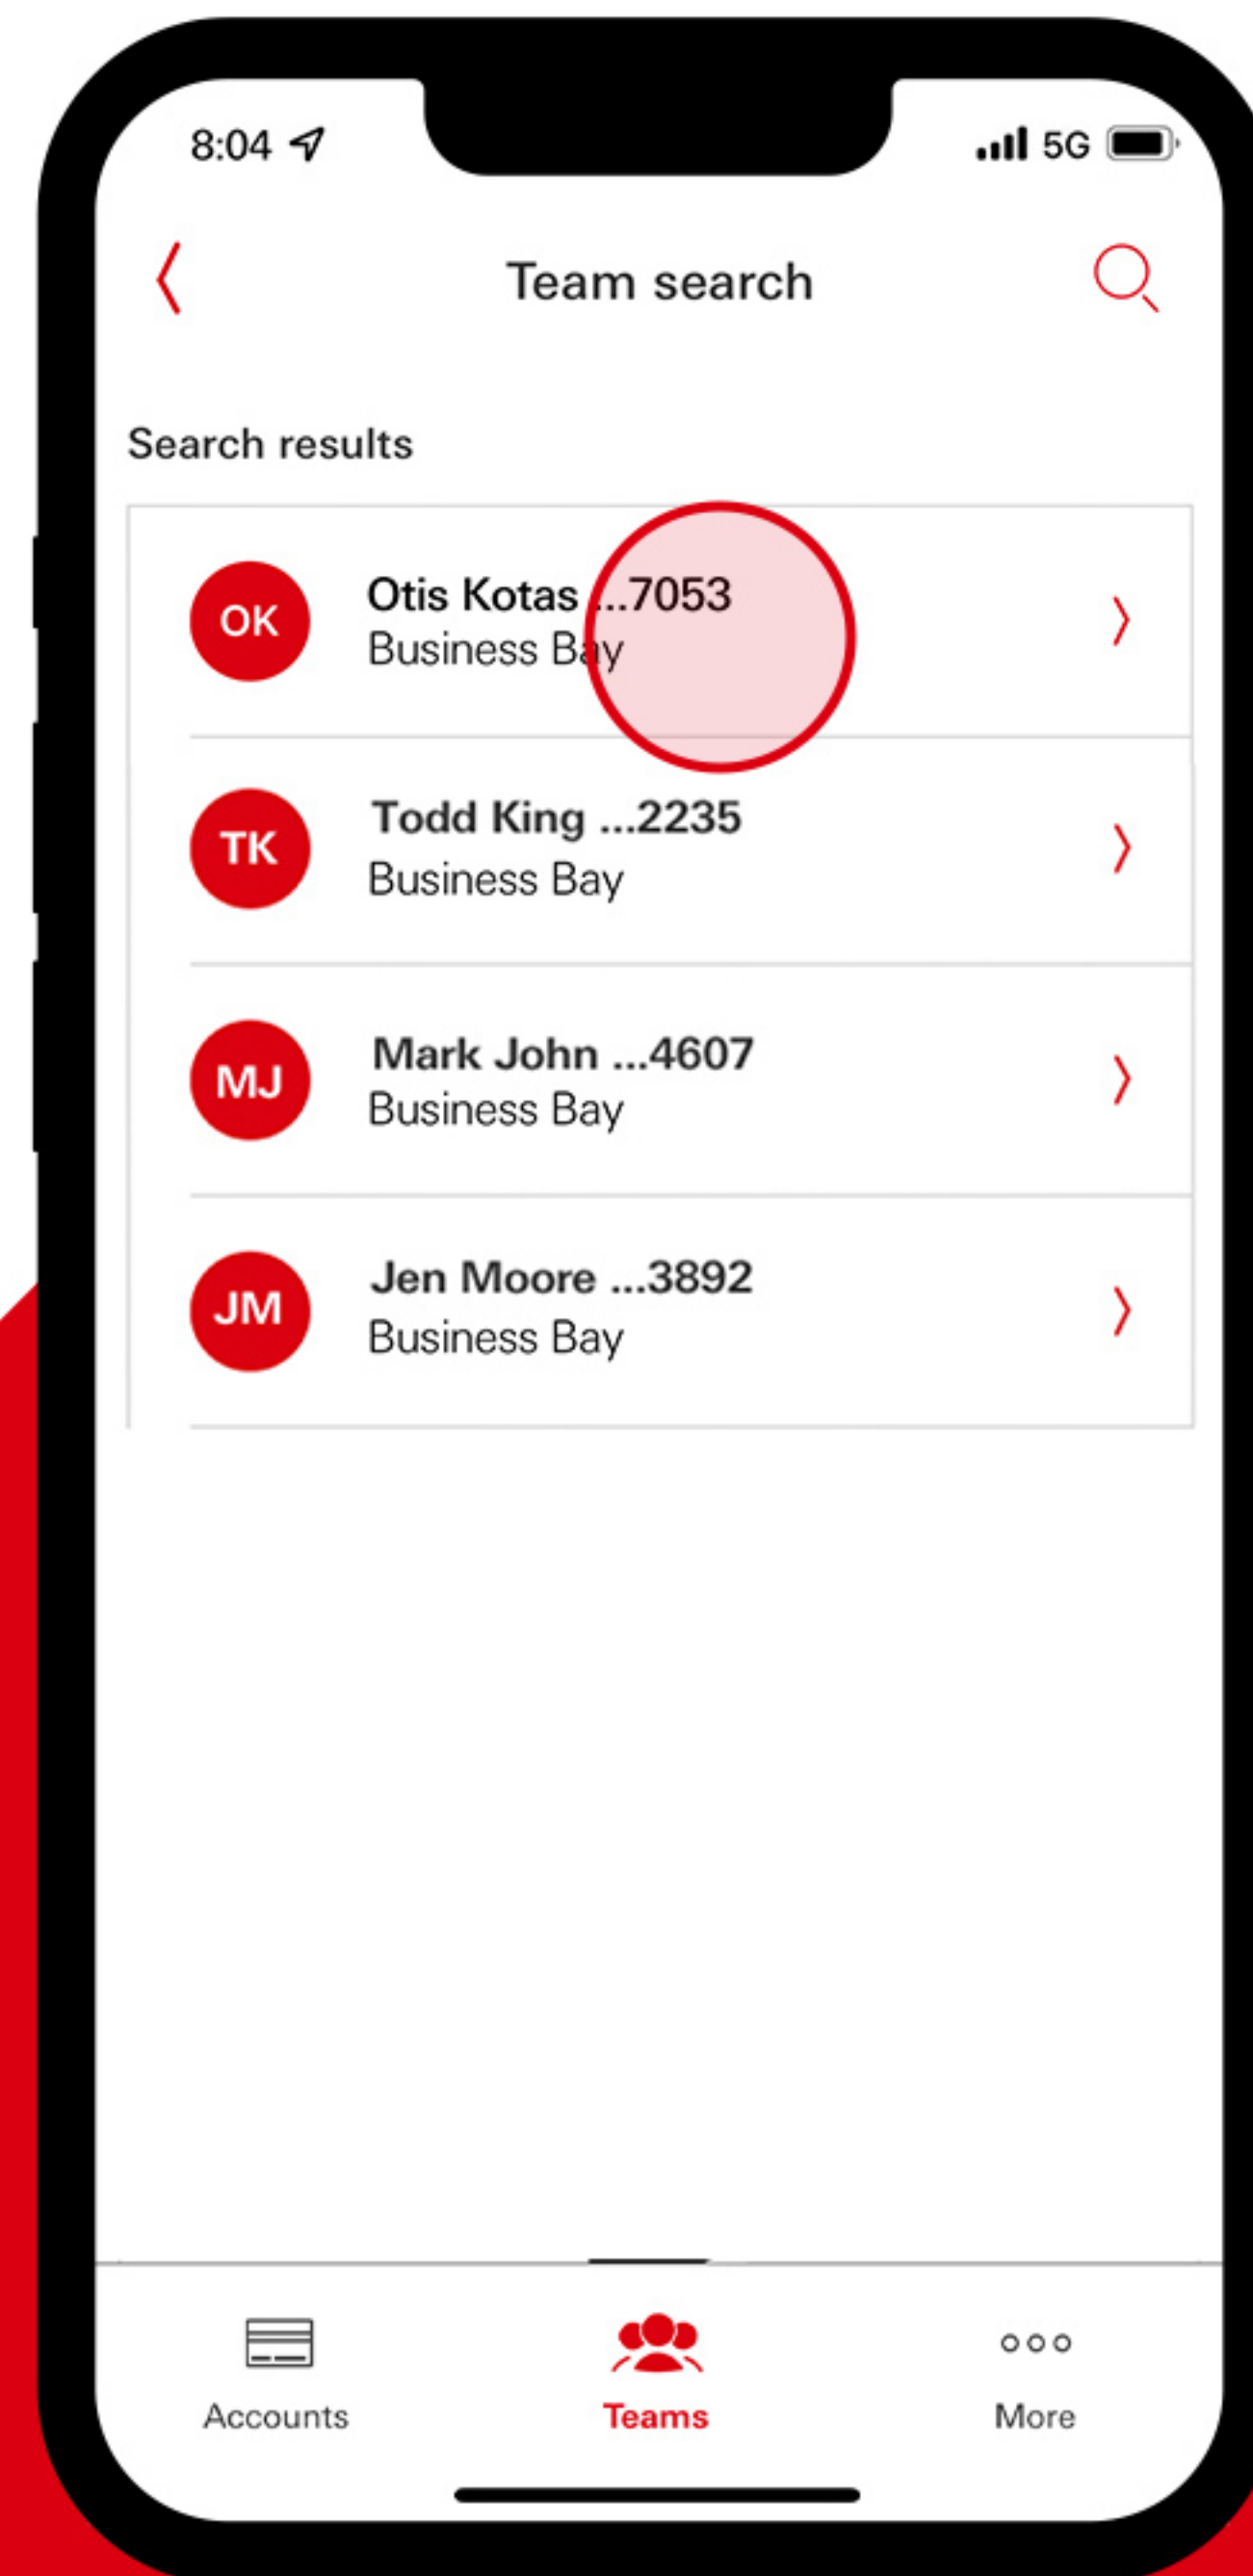 8:04
5G
Team search
Search results
OK
Otis Kotas ...7053
Business Bay
TK
Todd King ...2235
Business Bay
MJ
Mark John ...4607
Business Bay
JM
Jen Moore ...3892
Business Bay
Accounts
Teams
More